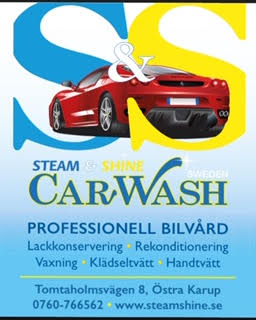 S&S
STEAM & SHINE
SWEDEN
CARWASH
PROFESSIONELL BILVÅRD
Lackkonservering • Rekonditionering
Vaxning • Klädseltvätt • Handtvätt
Tomtaholmsvägen 8, Östra Karup
0760-766562 • www.steamshine.se